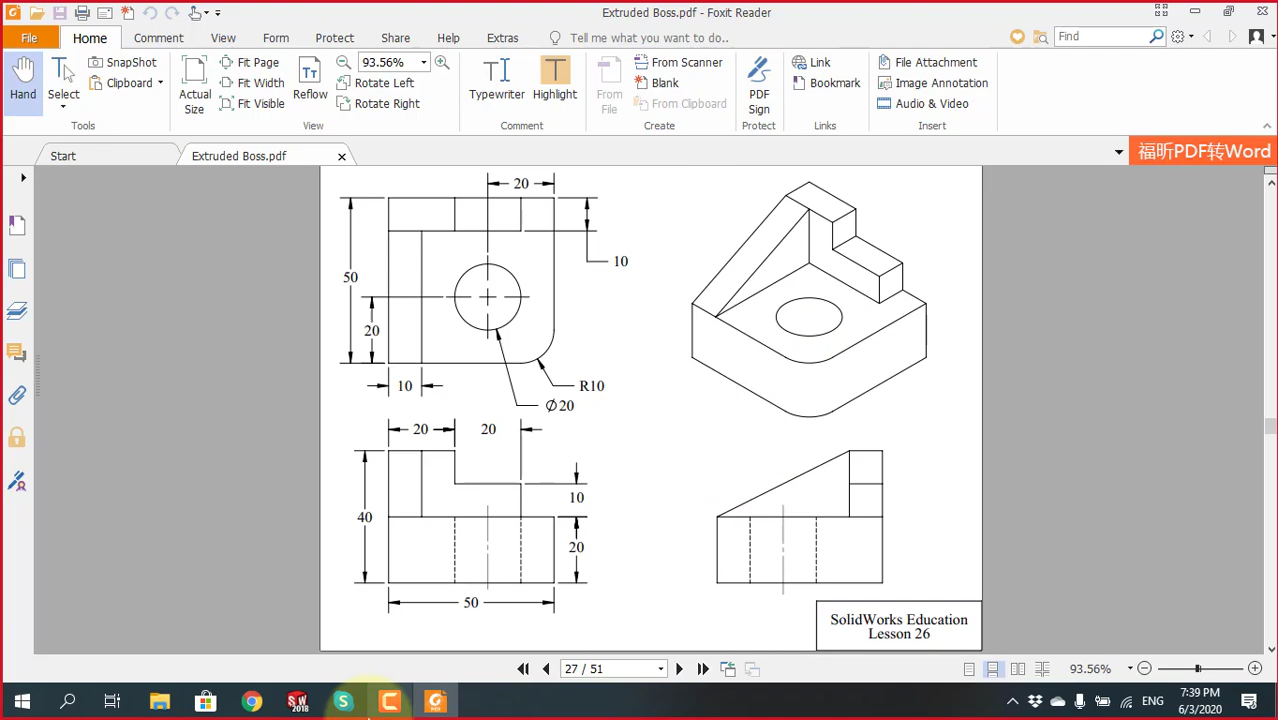 Extruded Boss.pdf - Foxit Reader
File Home Comment View Form Protect Share Help Extras Tell me what you want to do... Find
Hand
Select
SnapShot
Clipboard
Tools
Actual Size
Fit Page
Fit Width
Fit Visible
Reflow
93.56%
Rotate Left
Rotate Right
View
Typewriter
Highlight
Comment
From File
From Scanner
Blank
From Clipboard
Create
PDF Sign
Protect
Link
Bookmark
Links
File Attachment
Image Annotation
Audio & Video
Insert
Start
Extruded Boss.pdf
福昕PDF转Word
20
10
50
20
10
R10
Ø20
20 20
10
40
20
50
SolidWorks Education
Lesson 26
27 / 51
93.56%
SW
2018
S
C
ENG
7:39 PM
6/3/2020